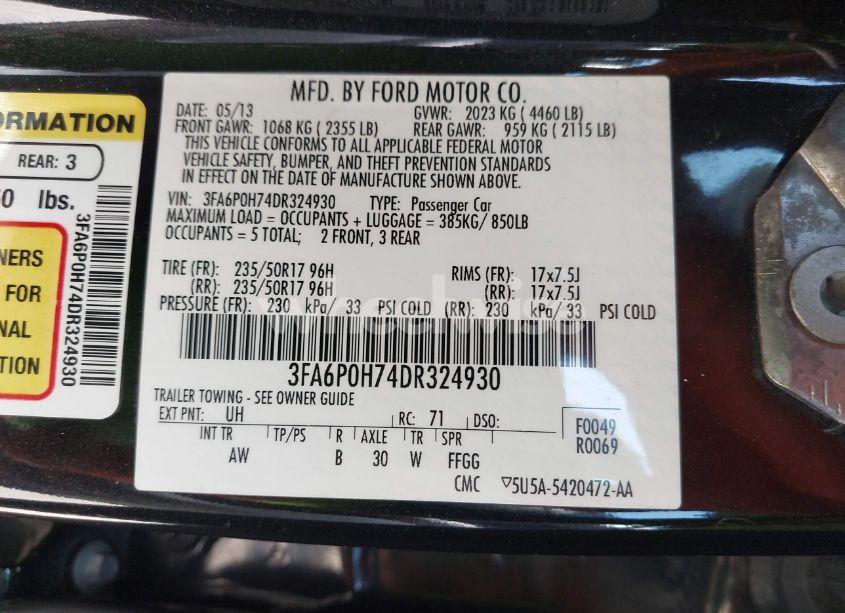 MFD. BY FORD MOTOR CO.
DATE: 05/13 GVWR: 2023 KG ( 4460 LB)
FRONT GAWR: 1068 KG ( 2355 LB) REAR GAWR: 959 KG ( 2115 LB)
THIS VEHICLE CONFORMS TO ALL APPLICABLE FEDERAL MOTOR
VEHICLE SAFETY, BUMPER, AND THEFT PREVENTION STANDARDS
IN EFFECT ON THE DATE OF MANUFACTURE SHOWN ABOVE.
VIN: 3FA6P0H74DR324930 TYPE: Passenger Car
MAXIMUM LOAD = OCCUPANTS + LUGGAGE = 385KG/ 850LB
OCCUPANTS = 5 TOTAL; 2 FRONT, 3 REAR
TIRE (FR): 235/50R17 96H RIMS (FR): 17x7.5J
(RR): 235/50R17 96H (RR): 17x7.5J
PRESSURE (FR): 230 kPa/ 33 PSI COLD (RR): 230 kPa/ 33 PSI COLD
3FA6P0H74DR324930
TRAILER TOWING - SEE OWNER GUIDE
EXT PNT: UH RC: 71 DSO:
F0049
R0069
INT TR TP/PS R AXLE TR SPR
AW B 30 W FFGG
CMC ▽5U5A-5420472-AA
ORMATION
REAR: 3
lbs.
3FA6P0H74DR324930
NERS
FOR
NAL
TION